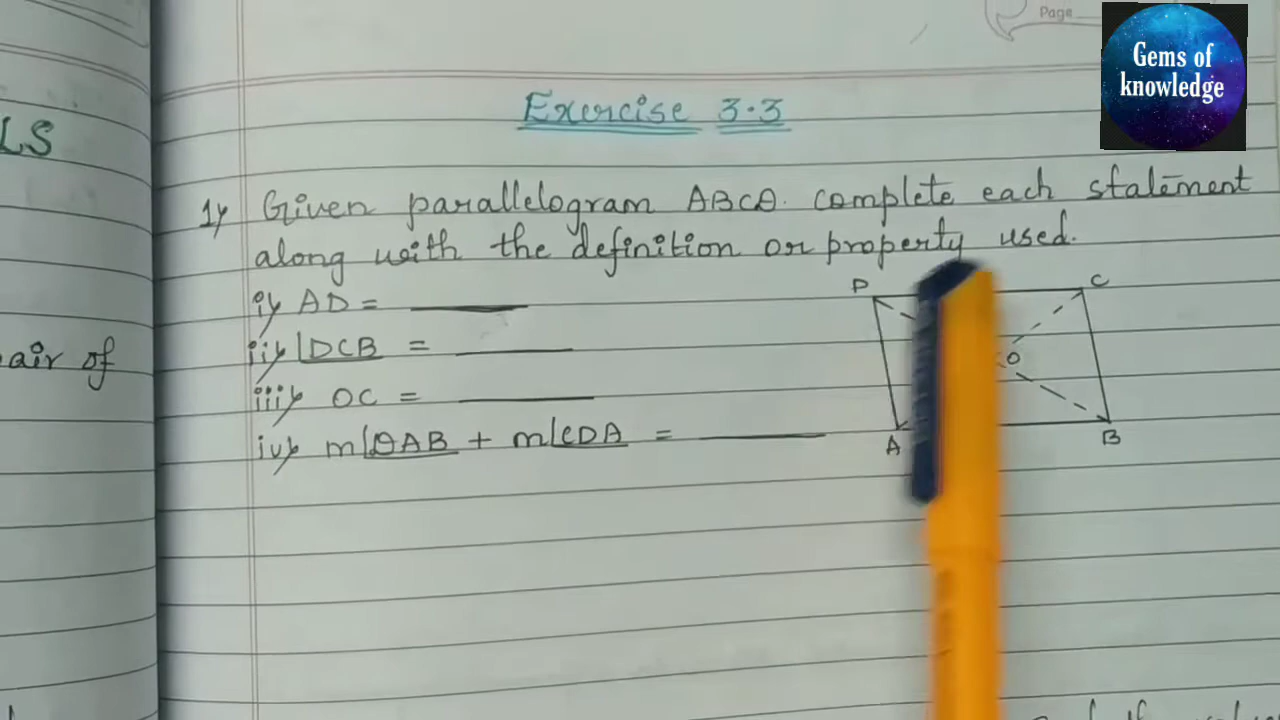 Page
Gems of
knowledge
LS
Exercise 3.3
1) Given parallelogram ABCD. complete each statement
along with the definition or property used.
i) AD =
ii) ∠DCB =
air of
iii) OC =
iv) m∠DAB + m∠CDA =
D
C
O
A
B